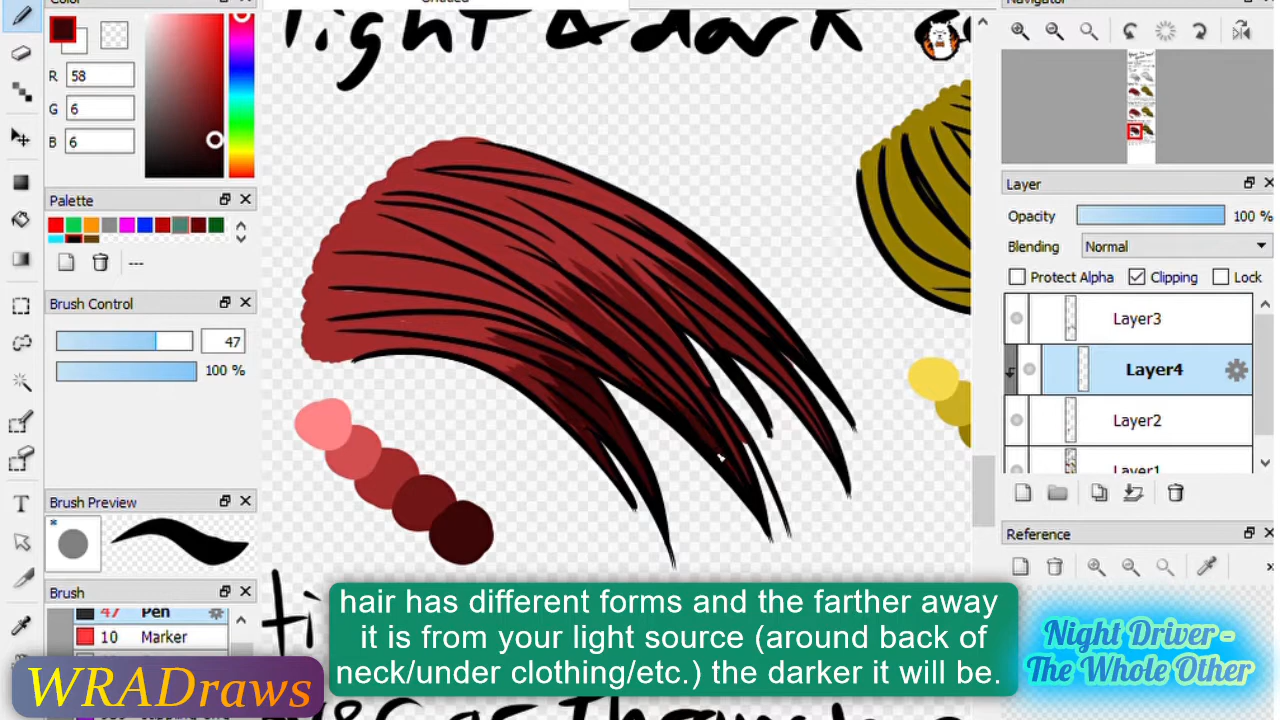 Color
Untitled
Navigator
light & dark
R 58
G 6
B 6
Palette
---
Layer
Opacity 100 %
Blending Normal
Protect Alpha Clipping Lock
Brush Control
47
100 %
Layer3
Layer4
Layer2
Layer1
Brush Preview
Reference
Brush
47 Pen
10 Marker
T
hair has different forms and the farther away
it is from your light source (around back of
neck/under clothing/etc.) the darker it will be.
WRADraws
Night Driver -
The Whole Other